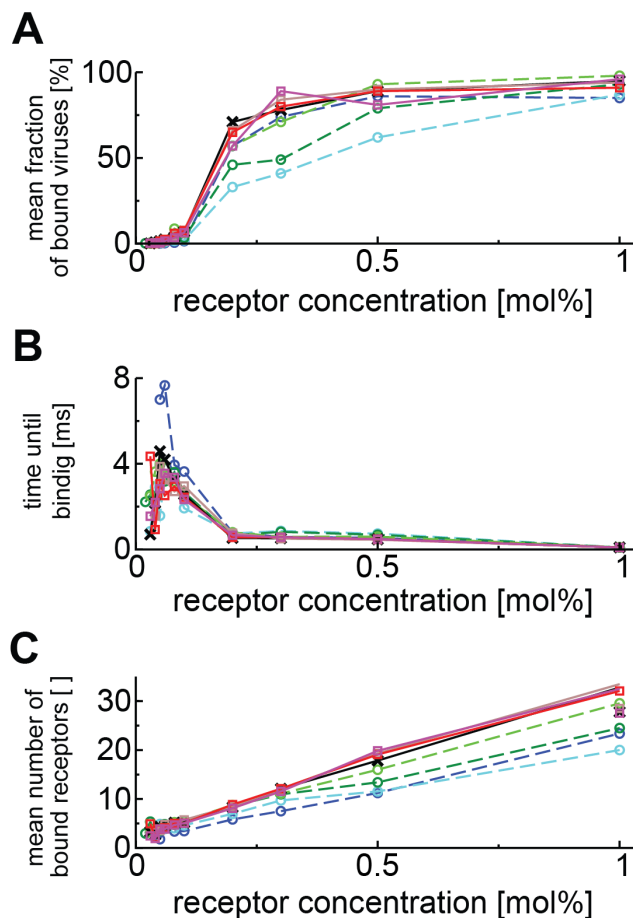 A
mean fraction
of bound viruses [%]
100
50
0
0
0.5
1
receptor concentration [mol%]
B
time until
bindig [ms]
8
4
0
0
0.5
1
receptor concentration [mol%]
C
mean number of
bound receptors [ ]
30
20
10
0
0
0.5
1
receptor concentration [mol%]